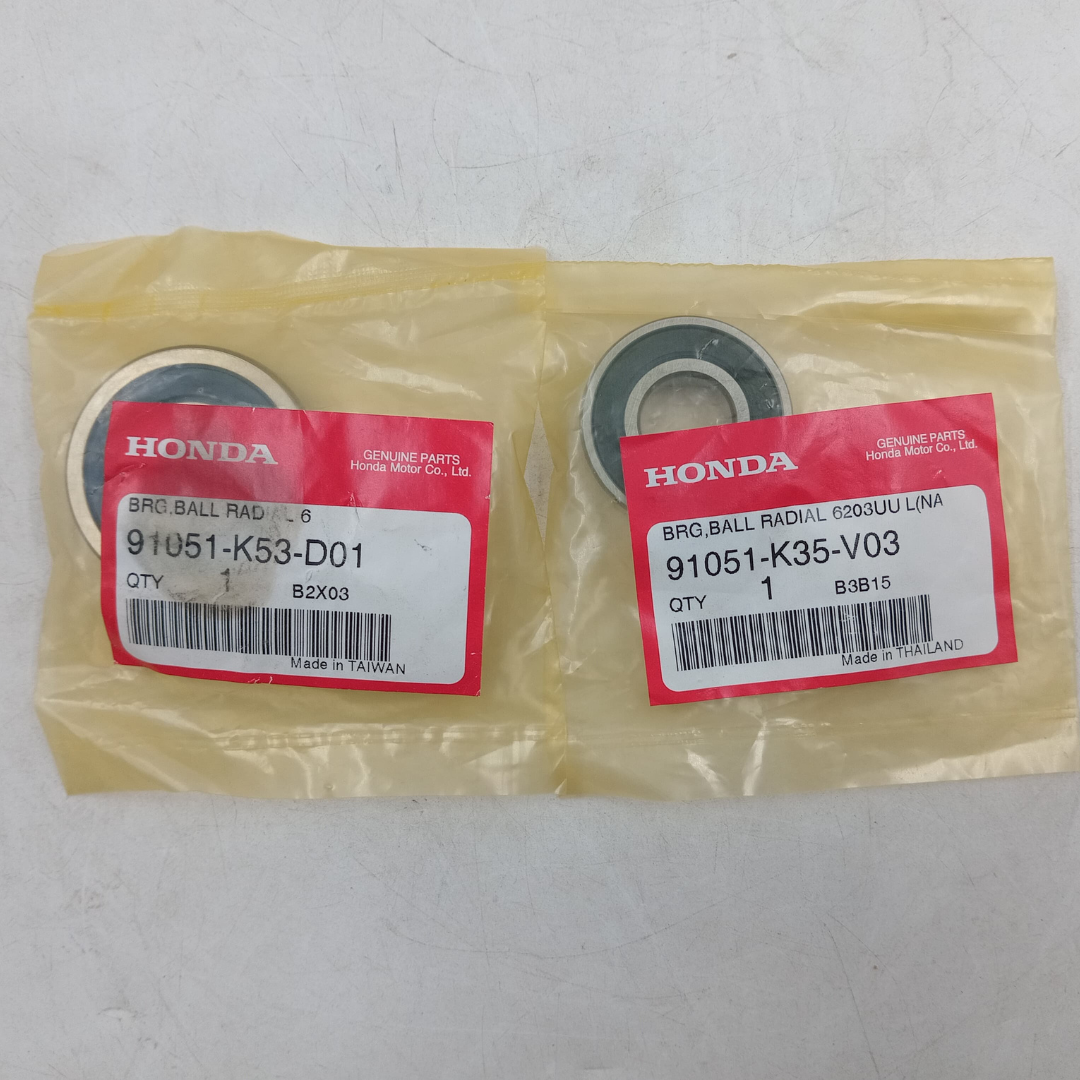 HONDA
GENUINE PARTS
Honda Motor Co., Ltd.
BRG,BALL RADIAL 6
91051-K53-D01
QTY 1 B2X03
Made in TAIWAN
HONDA
GENUINE PARTS
Honda Motor Co., Ltd.
BRG,BALL RADIAL 6203UU L(NA
91051-K35-V03
QTY 1 B3B15
Made in THAILAND